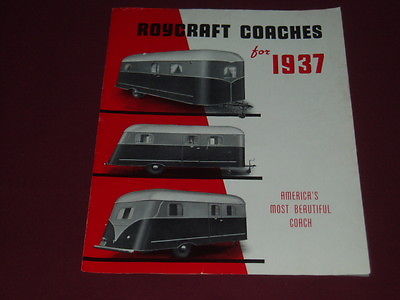 ROYCRAFT COACHES
for
1937
AMERICA'S
MOST BEAUTIFUL
COACH